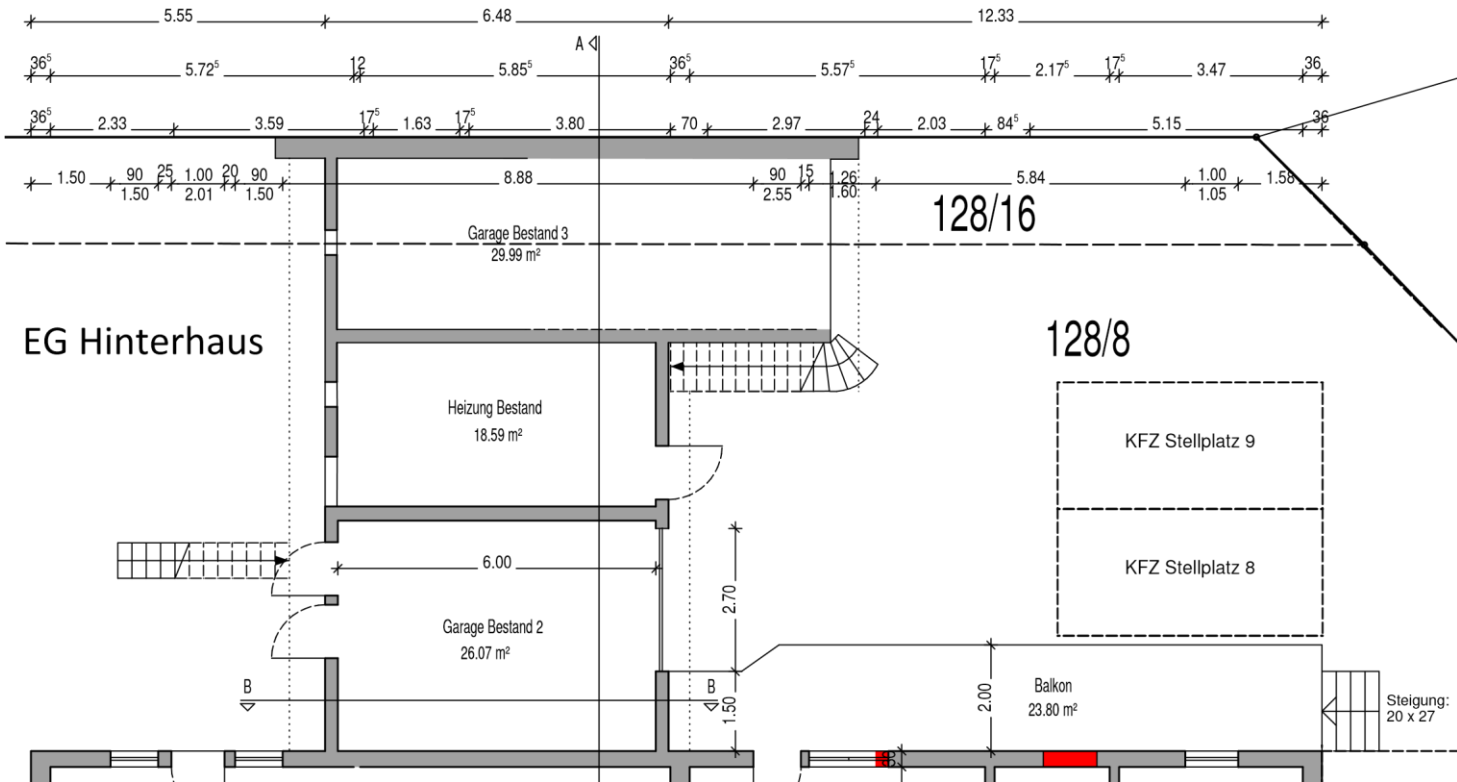 5.55 6.48 12.33
A
36⁵ 5.72⁵ 12 5.85⁵ 36⁵ 5.57⁵ 17⁵ 2.17⁵ 17⁵ 3.47 36
36⁵ 2.33 3.59 17⁵ 1.63 17⁵ 3.80 70 2.97 24 2.03 84⁵ 5.15 36
1.50 90 25 1.00 20 90 8.88 90 15 1.26 5.84 1.00 1.58
1.50 2.01 1.50 2.55 1.60 1.05
128/16
Garage Bestand 3
29.99 m²
EG Hinterhaus
128/8
Heizung Bestand
18.59 m²
KFZ Stellplatz 9
6.00
KFZ Stellplatz 8
2.70
Garage Bestand 2
26.07 m²
B B
1.50
2.00
Balkon
23.80 m²
Steigung:
20 x 27